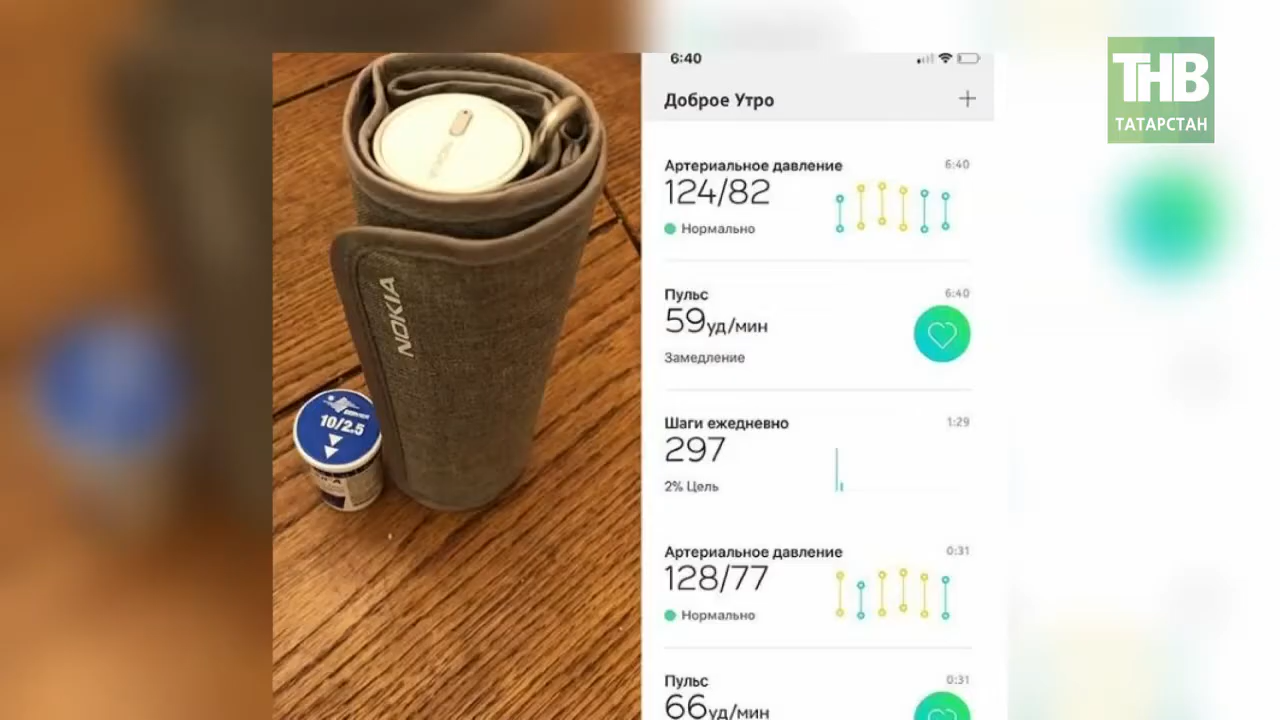 THB
ТАТАРСТАН
NOKIA
10/2.5
6:40
Доброе Утро
Артериальное давление
6:40
124/82
Нормально
Пульс
6:40
59уд/мин
Замедление
Шаги ежедневно
1:29
297
2% Цель
Артериальное давление
0:31
128/77
Нормально
Пульс
0:31
66уд/мин